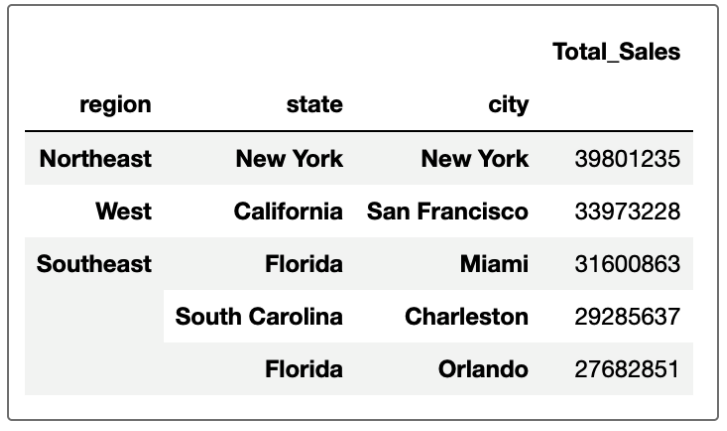 Total_Sales
region state city
Northeast New York New York 39801235
West California San Francisco 33973228
Southeast Florida Miami 31600863
South Carolina Charleston 29285637
Florida Orlando 27682851